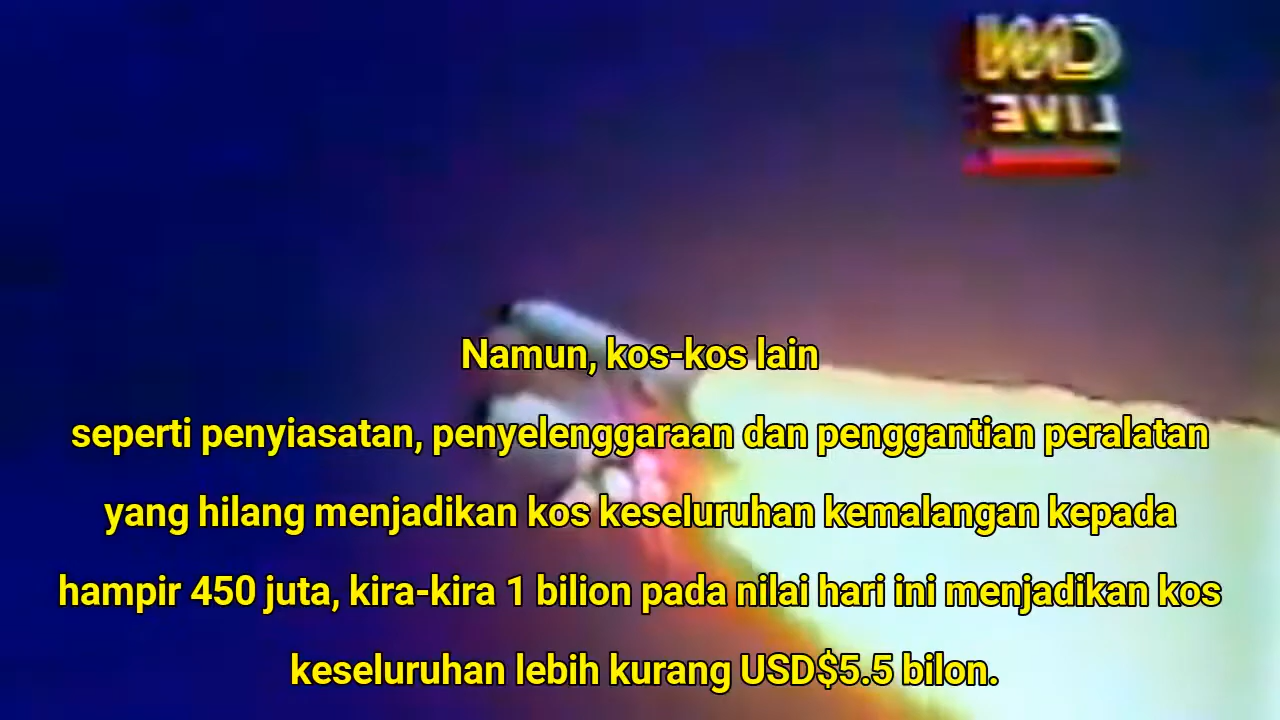 CNN
LIVE
Namun, kos-kos lain
seperti penyiasatan, penyelenggaraan dan penggantian peralatan
yang hilang menjadikan kos keseluruhan kemalangan kepada
hampir 450 juta, kira-kira 1 bilion pada nilai hari ini menjadikan kos
keseluruhan lebih kurang USD$5.5 bilon.